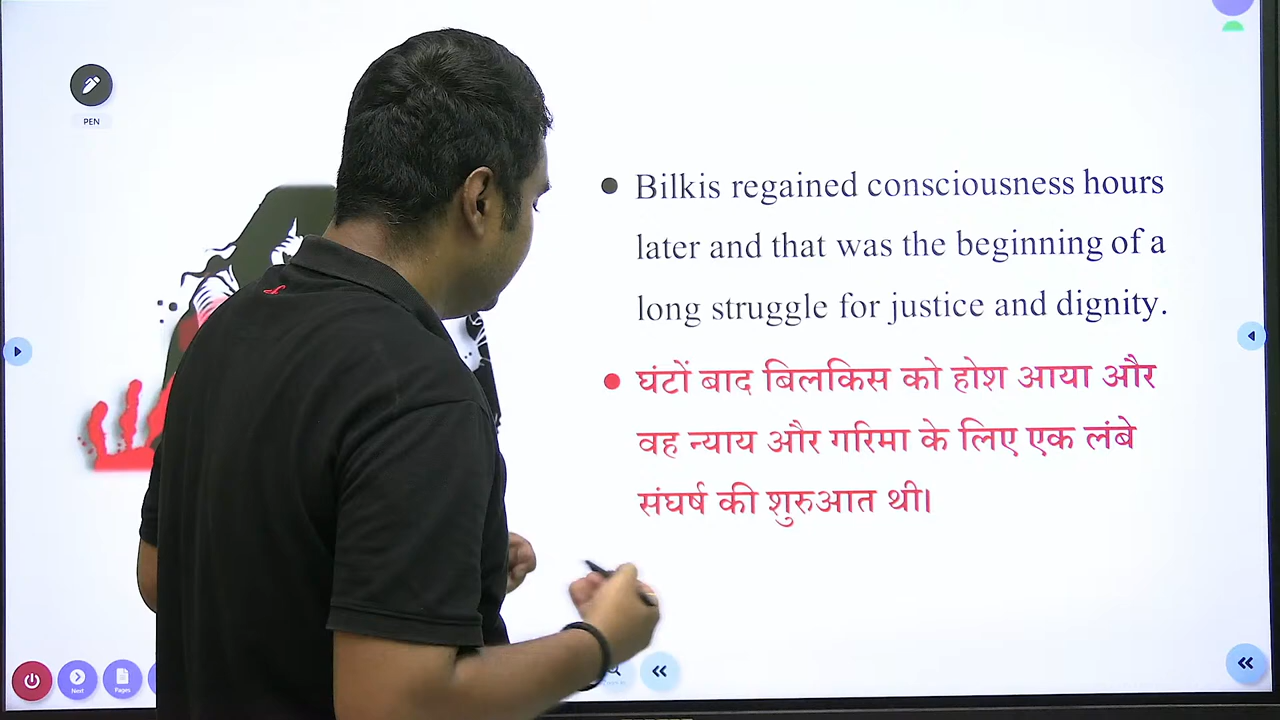 PEN
Bilkis regained consciousness hours
later and that was the beginning of a
long struggle for justice and dignity.
घंटों बाद बिलकिस को होश आया और
वह न्याय और गरिमा के लिए एक लंबे
संघर्ष की शुरुआत थी।
Next
Pages